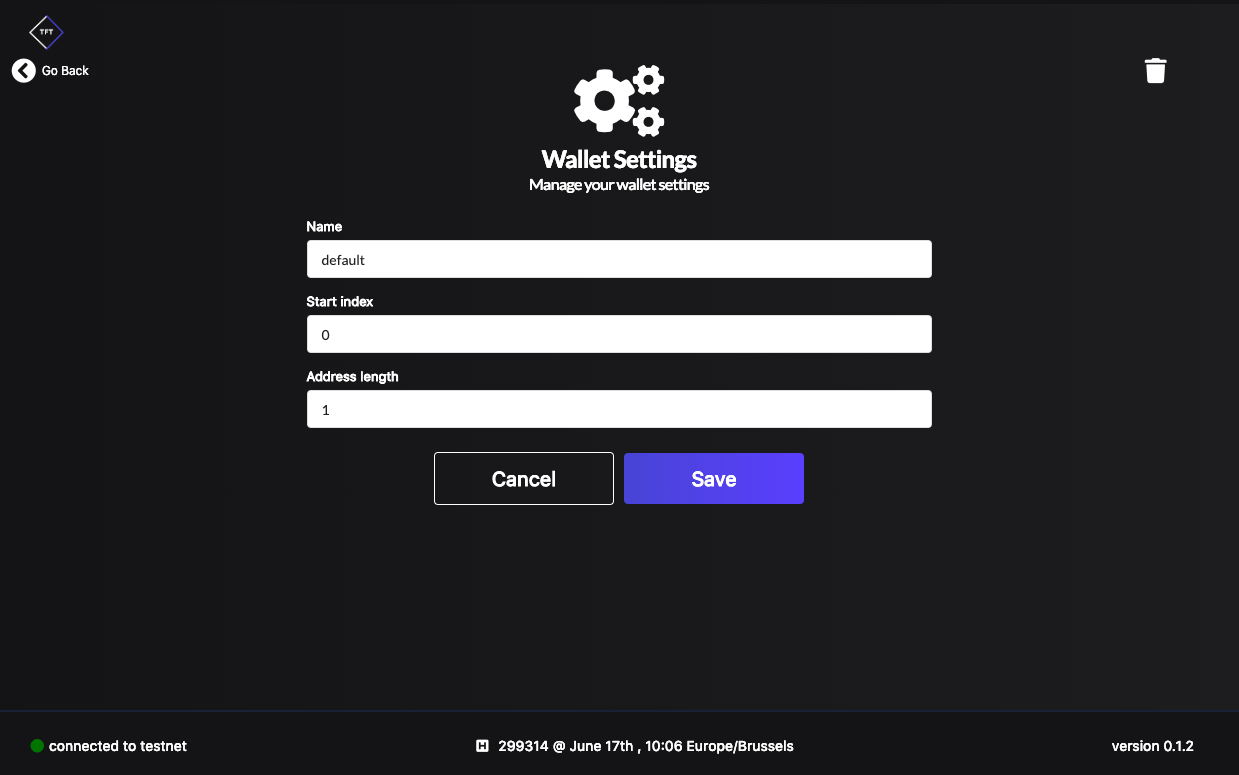 TFT
Go Back
Wallet Settings
Manage your wallet settings
Name
default
Start index
0
Address length
1
Cancel
Save
connected to testnet
H 299314 @ June 17th , 10:06 Europe/Brussels
version 0.1.2